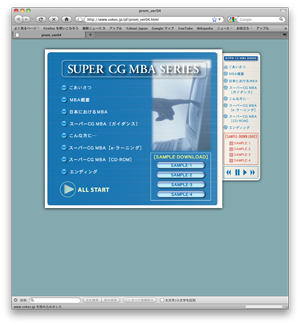 prom_ver04
http://www.cokes.jp/pf/prom_ver04.html
prom_ver04
SUPER CG MBA SERIES
ごあいさつ
MBA概要
日本におけるMBA
スーパーCG MBA【ガイダンス】
こんな方に…
スーパーCG MBA【e-ラーニング】
スーパーCG MBA【CD-ROM】
エンディング
ALL START
[SAMPLE DOWNLOAD]
SAMPLE-1
SAMPLE-2
SAMPLE-3
SAMPLE-4
ごあいさつ
MBA概要
日本におけるMBA
スーパーCG MBA
【ガイダンス】
こんな方に…
スーパーCG MBA
【e-ラーニング】
スーパーCG MBA
【CD-ROM】
エンディング
[SAMPLE DOWNLOAD]
SAMPLE-1
SAMPLE-2
SAMPLE-3
SAMPLE-4